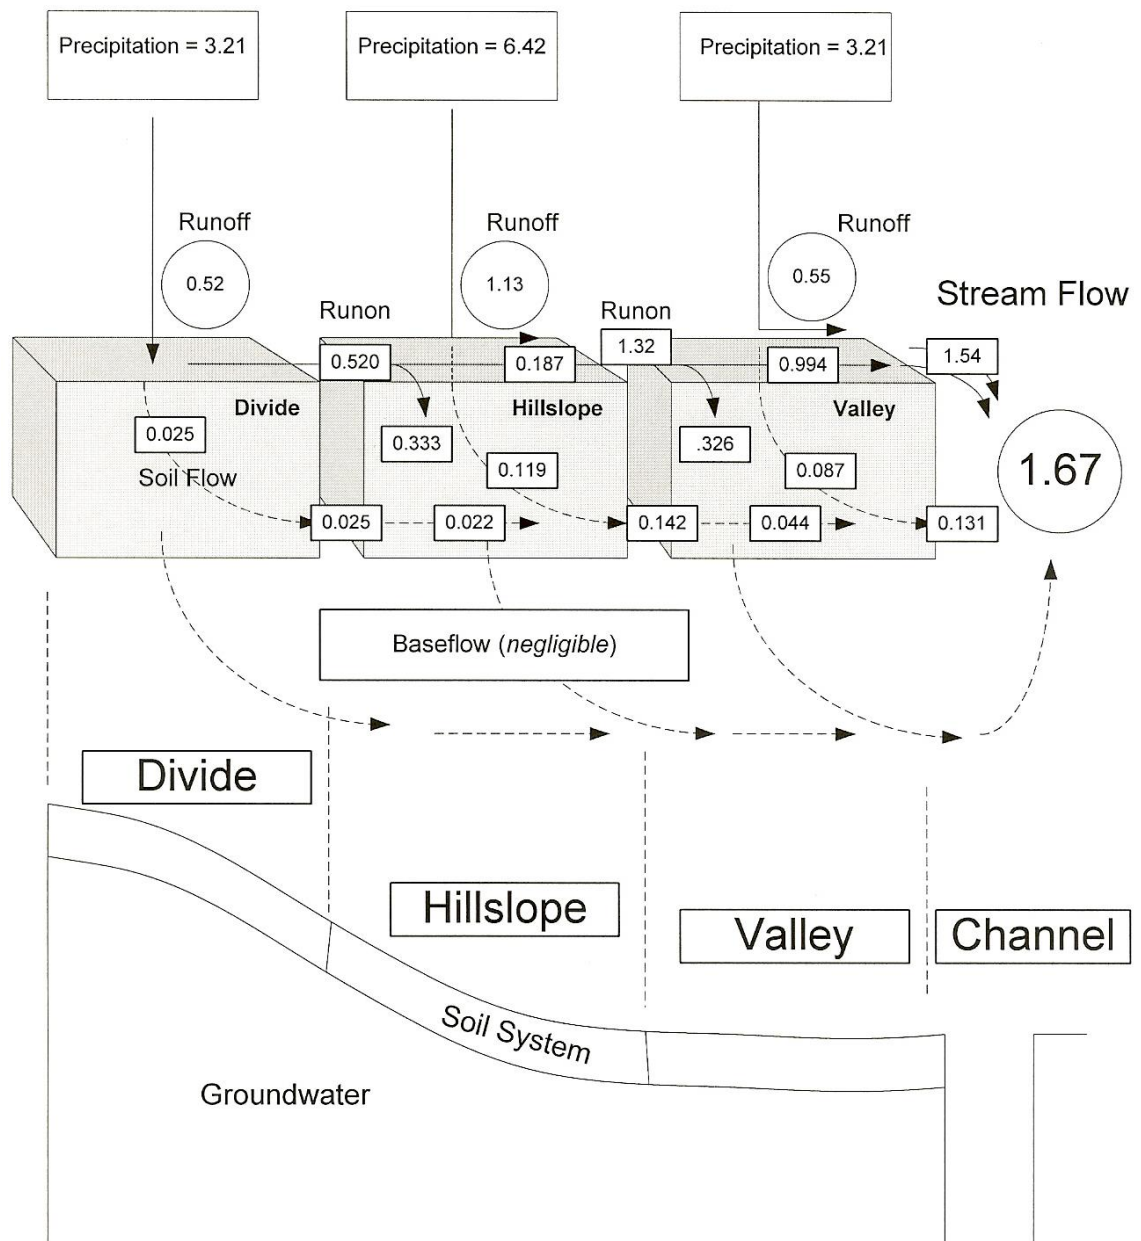 Precipitation = 3.21
Precipitation = 6.42
Precipitation = 3.21
Runoff
0.52
Runoff
1.13
Runoff
0.55
Stream Flow
Runon
0.520
0.187
Runon
1.32
0.994
1.54
Divide
Hillslope
Valley
0.025
Soil Flow
0.333
0.119
.326
0.087
1.67
0.025
0.022
0.142
0.044
0.131
Baseflow (negligible)
Divide
Hillslope
Valley
Channel
Soil System
Groundwater